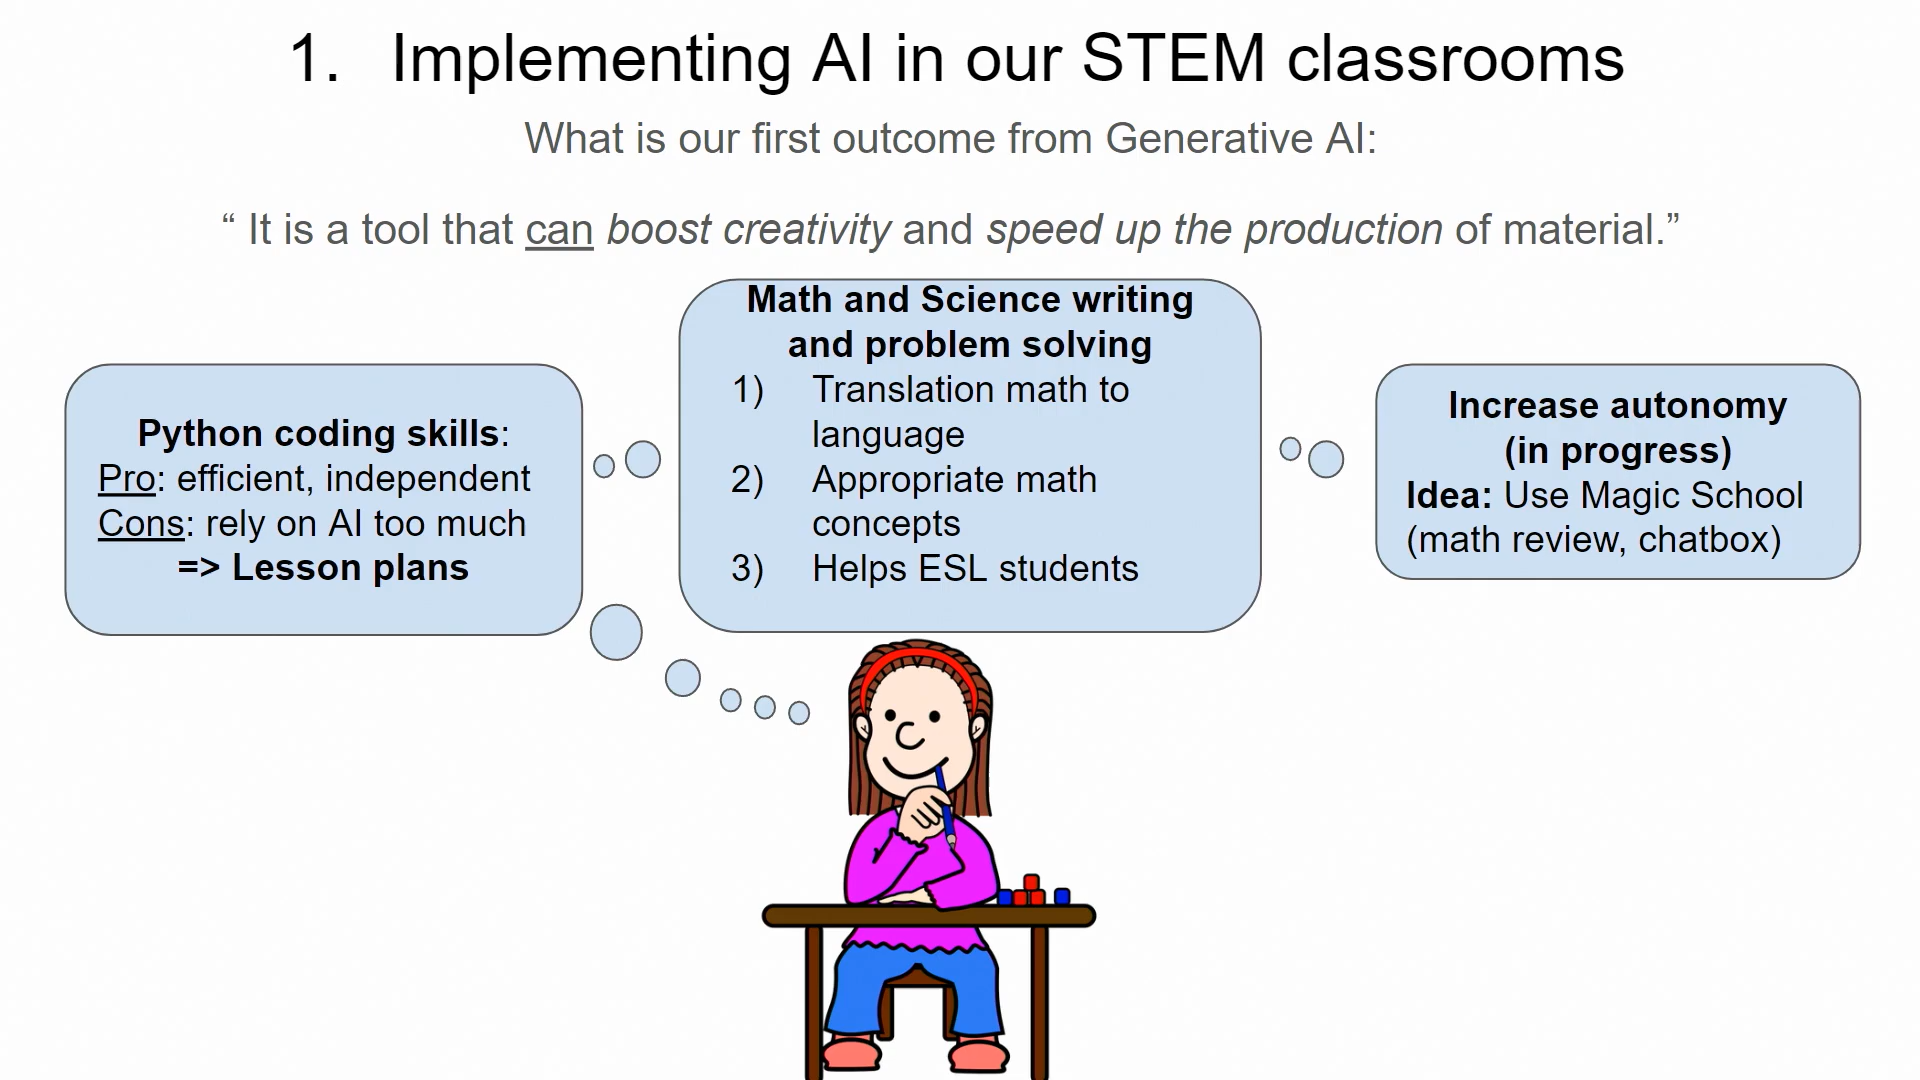 1. Implementing AI in our STEM classrooms
What is our first outcome from Generative AI:
“ It is a tool that can boost creativity and speed up the production of material.”
Python coding skills:
Pro: efficient, independent
Cons: rely on AI too much
=> Lesson plans
Math and Science writing
and problem solving
1) Translation math to
language
2) Appropriate math
concepts
3) Helps ESL students
Increase autonomy
(in progress)
Idea: Use Magic School
(math review, chatbox)